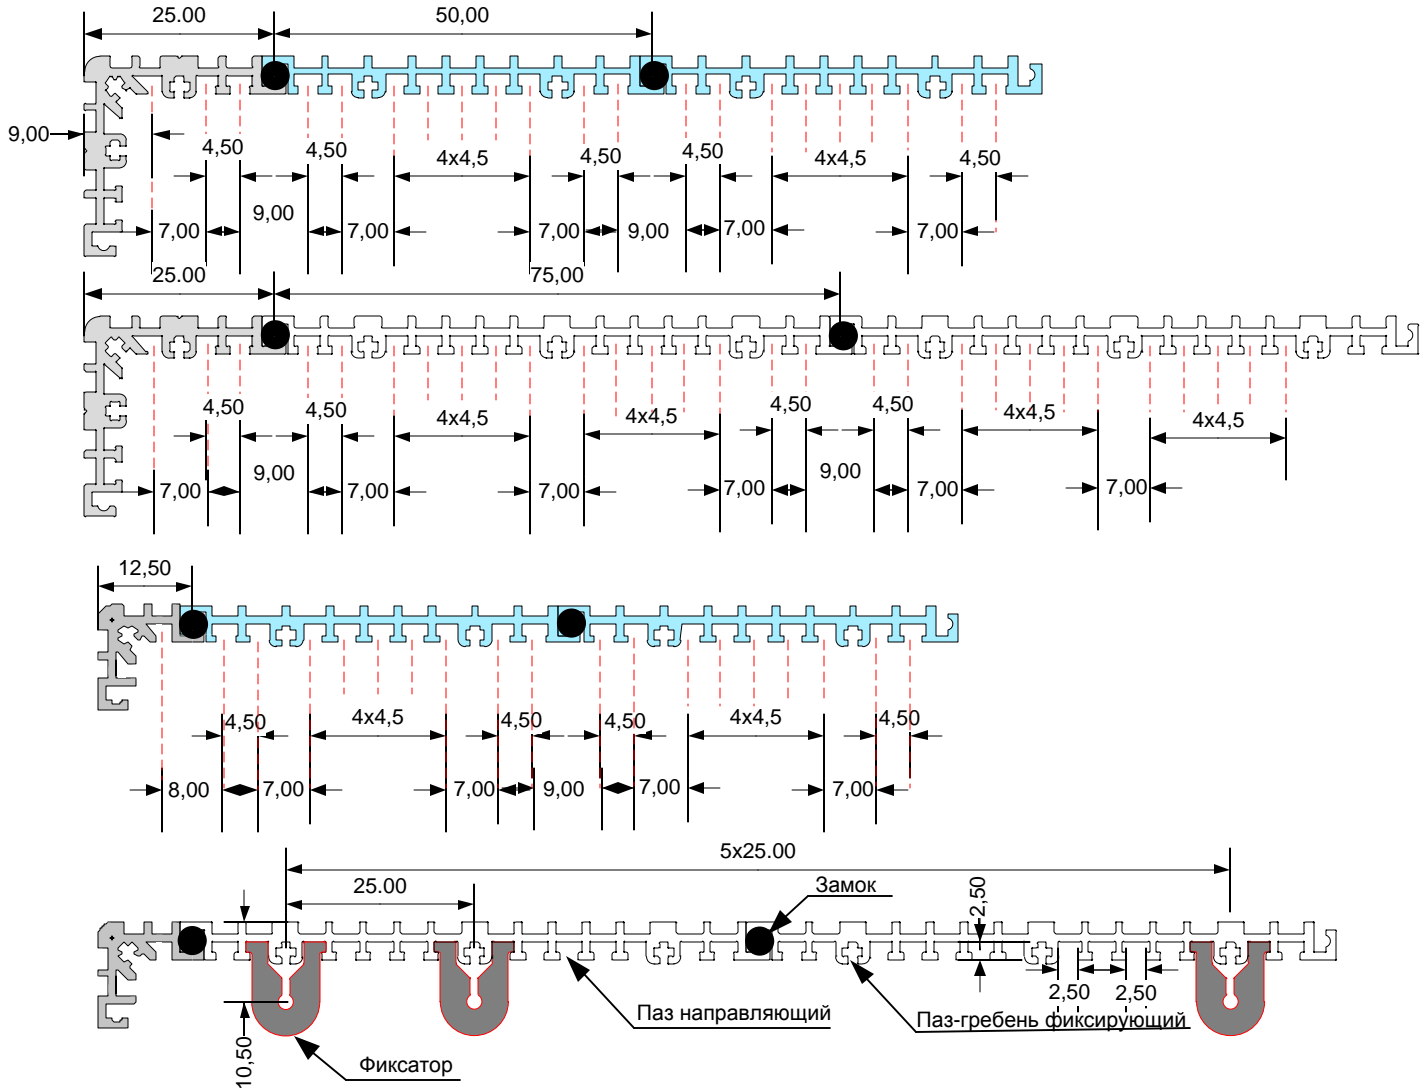 25.00 50,00
9,00
4,50 4,50 4x4,5 4,50 4,50 4x4,5 4,50
7,00 9,00 7,00 7,00 9,00 7,00 7,00
25.00 75,00
4,50 4,50 4x4,5 4x4,5 4,50 4,50 4x4,5 4x4,5
7,00 9,00 7,00 7,00 7,00 9,00 7,00 7,00
12,50
4,50 4x4,5 4,50 4,50 4x4,5 4,50
8,00 7,00 7,00 9,00 7,00 7,00
5x25.00
25.00
Замок
2,50
2,50 2,50
Паз направляющий
Паз-гребень фиксирующий
10,50
Фиксатор